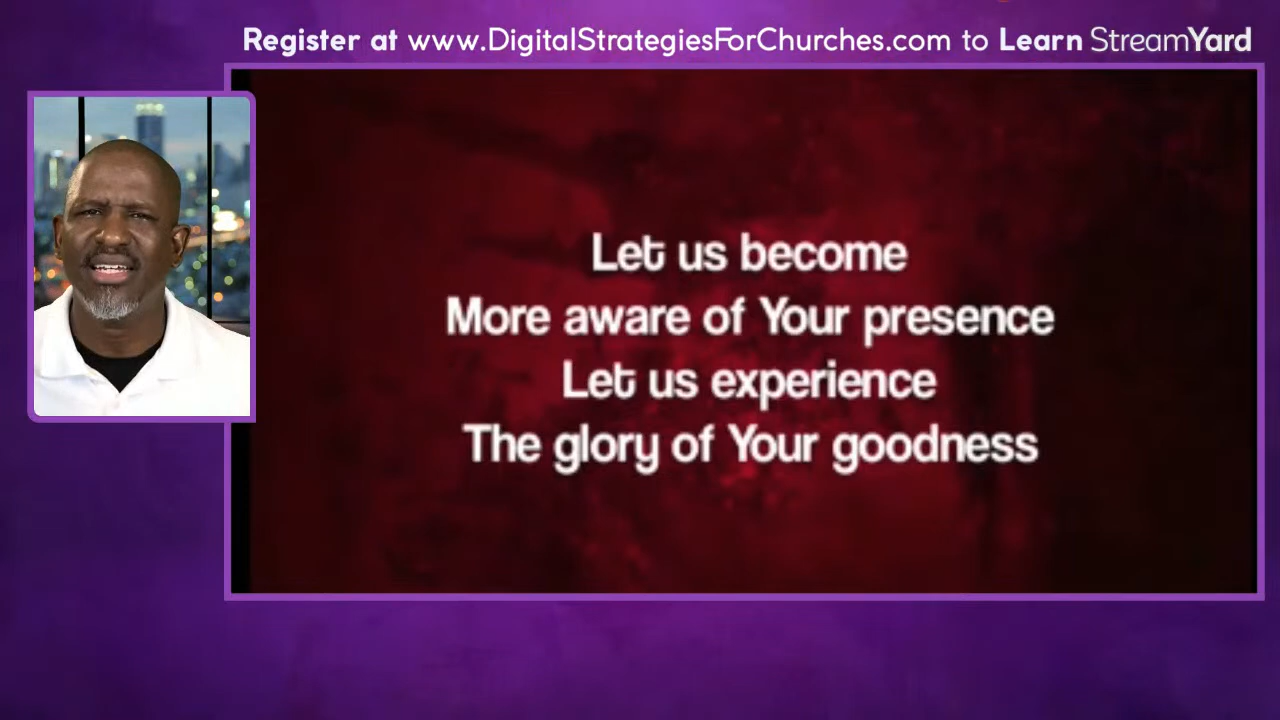 Register at www.DigitalStrategiesForChurches.com to Learn StreamYard
Let us become
More aware of Your presence
Let us experience
The glory of Your goodness